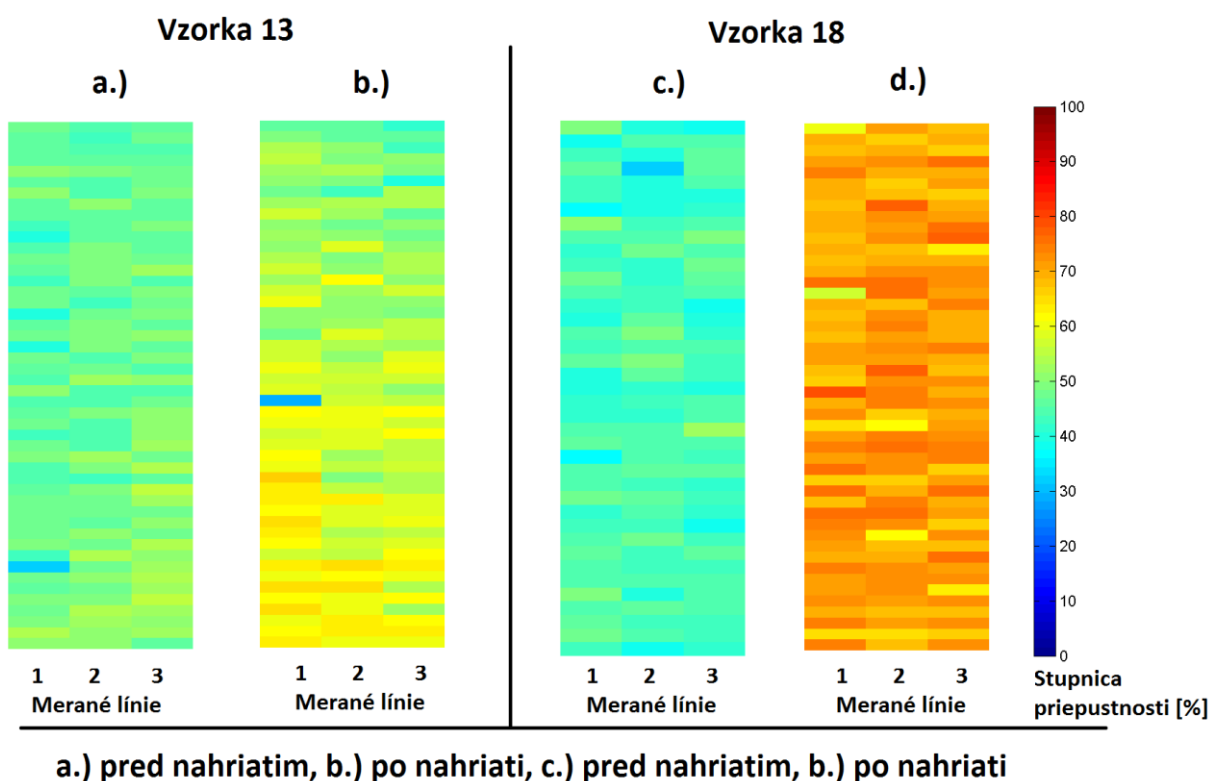 Vzorka 13
Vzorka 18
a.)
b.)
c.)
d.)
100
90
80
70
60
50
40
30
20
10
0
1 2 3
Merané línie
1 2 3
Merané línie
1 2 3
Merané línie
1 2 3
Merané línie
Stupnica
priepustnosti [%]
a.) pred nahriatim, b.) po nahriati, c.) pred nahriatim, b.) po nahriati